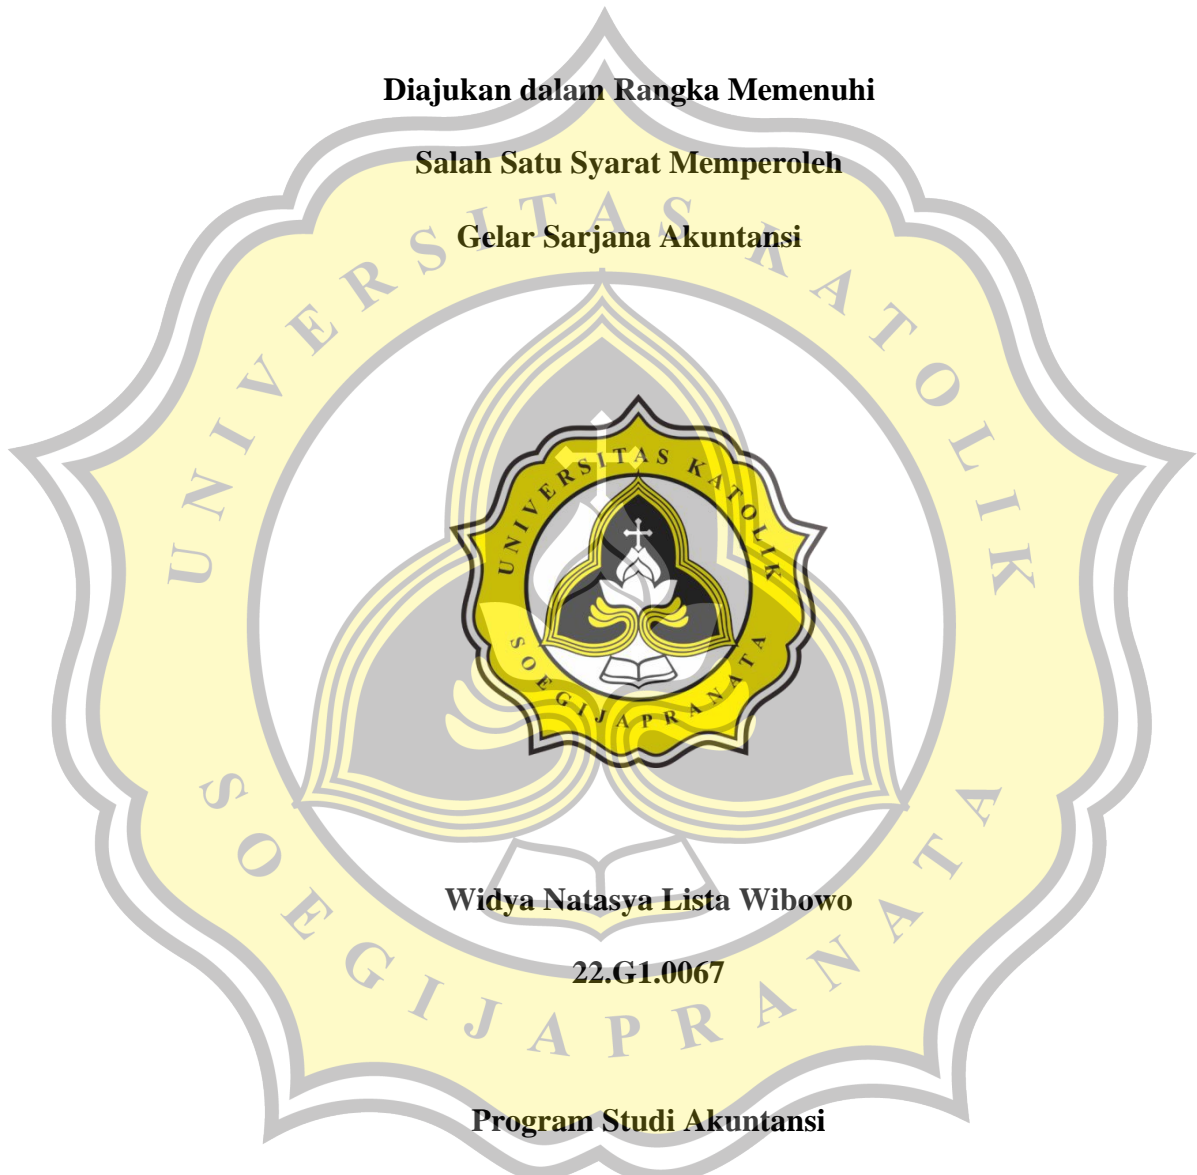 Diajukan dalam Rangka Memenuhi
Salah Satu Syarat Memperoleh
Gelar Sarjana Akuntansi
UNIVERSITAS KATOLIK
SOEGIJAPRANATA
UNIVERSITAS KATOLIK
SOEGIJAPRANATA
Widya Natasya Lista Wibowo
22.G1.0067
Program Studi Akuntansi